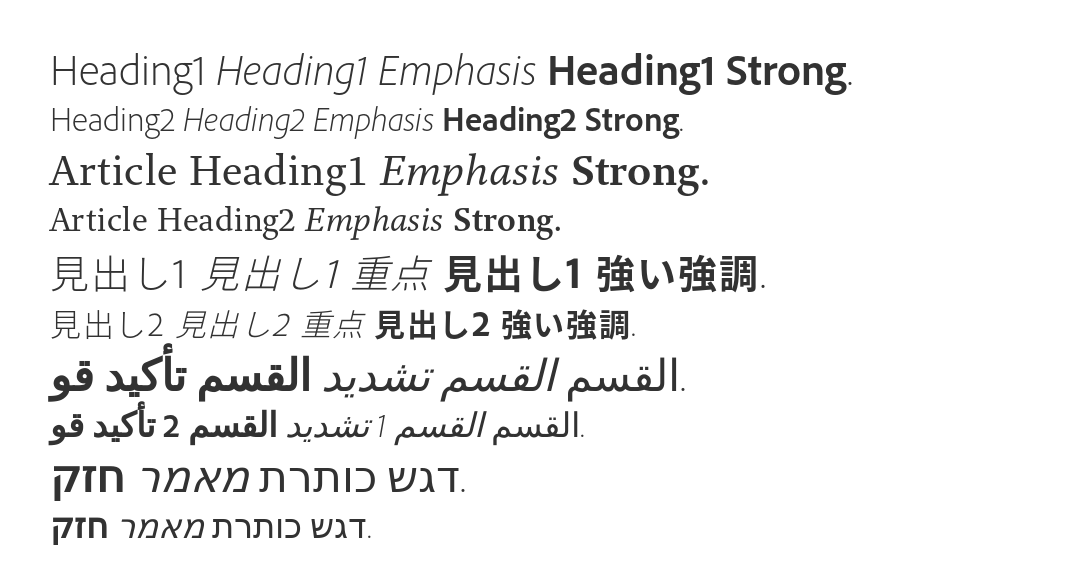 Heading1 Heading1 Emphasis Heading1 Strong.
Heading2 Heading2 Emphasis Heading2 Strong.
Article Heading1 Emphasis Strong.
Article Heading2 Emphasis Strong.
見出し1 見出し1 重点 見出し1 強い強調.
見出し2 見出し2 重点 見出し2 強い強調.
القسم القسم تشديد القسم تأكيد قو.
القسم القسم 1 تشديد القسم 2 تأكيد قو.
דגש כותרת מאמר חזק.
דגש כותרת מאמר חזק.